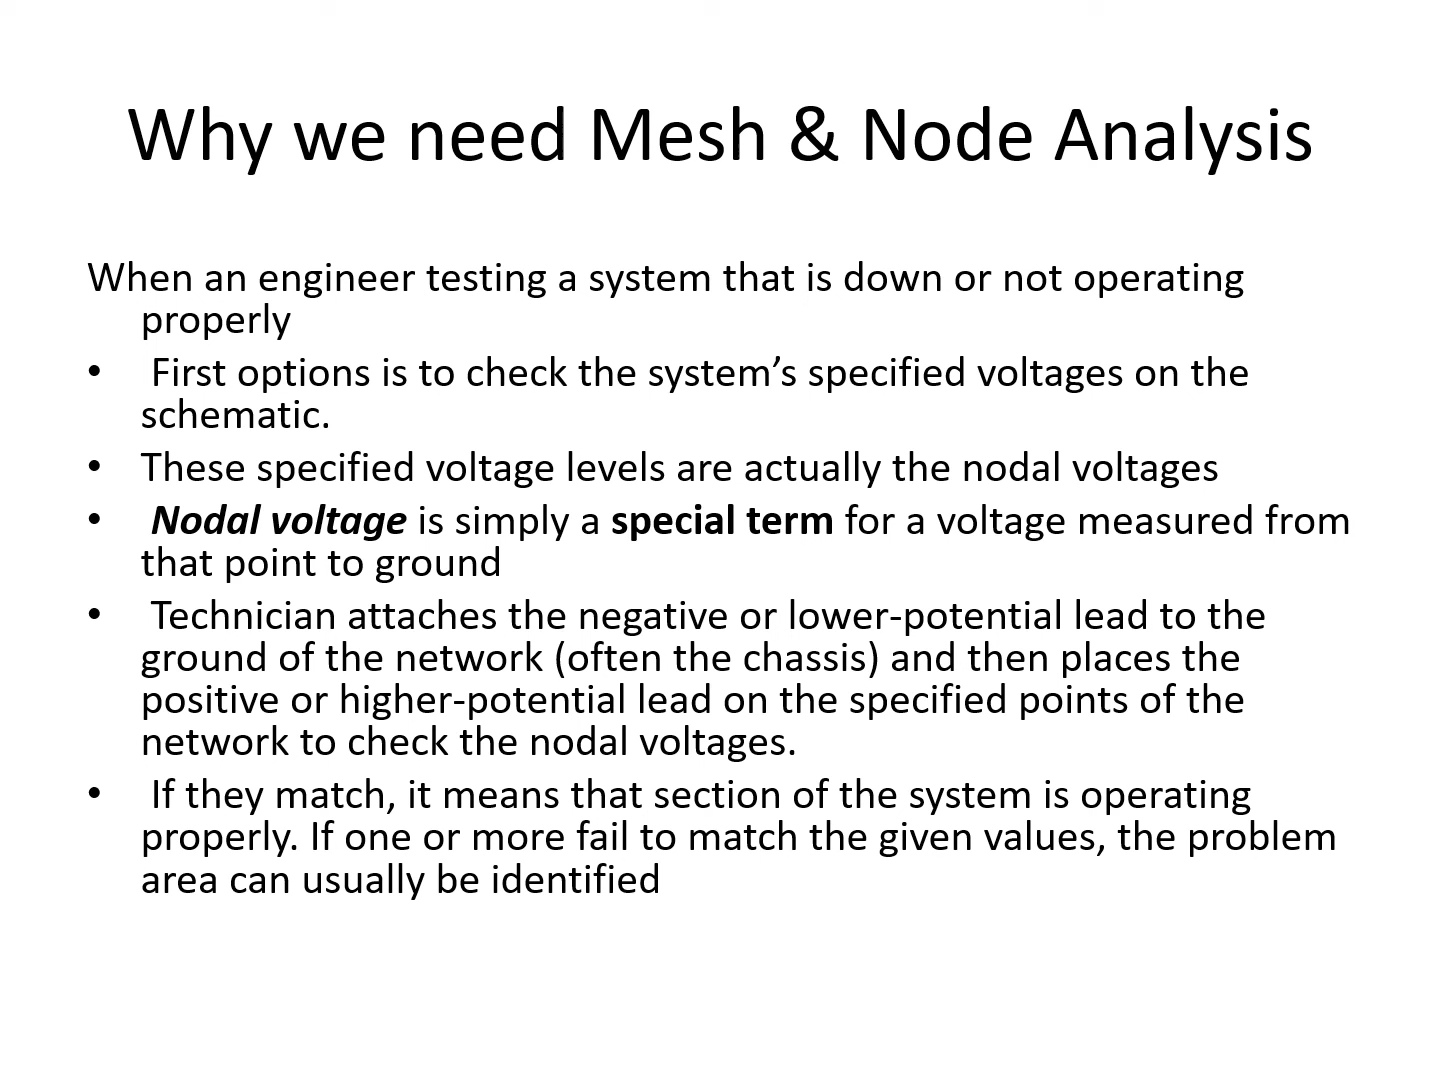 Why we need Mesh & Node Analysis
When an engineer testing a system that is down or not operating
properly
• First options is to check the system’s specified voltages on the
schematic.
• These specified voltage levels are actually the nodal voltages
• Nodal voltage is simply a special term for a voltage measured from
that point to ground
• Technician attaches the negative or lower-potential lead to the
ground of the network (often the chassis) and then places the
positive or higher-potential lead on the specified points of the
network to check the nodal voltages.
• If they match, it means that section of the system is operating
properly. If one or more fail to match the given values, the problem
area can usually be identified